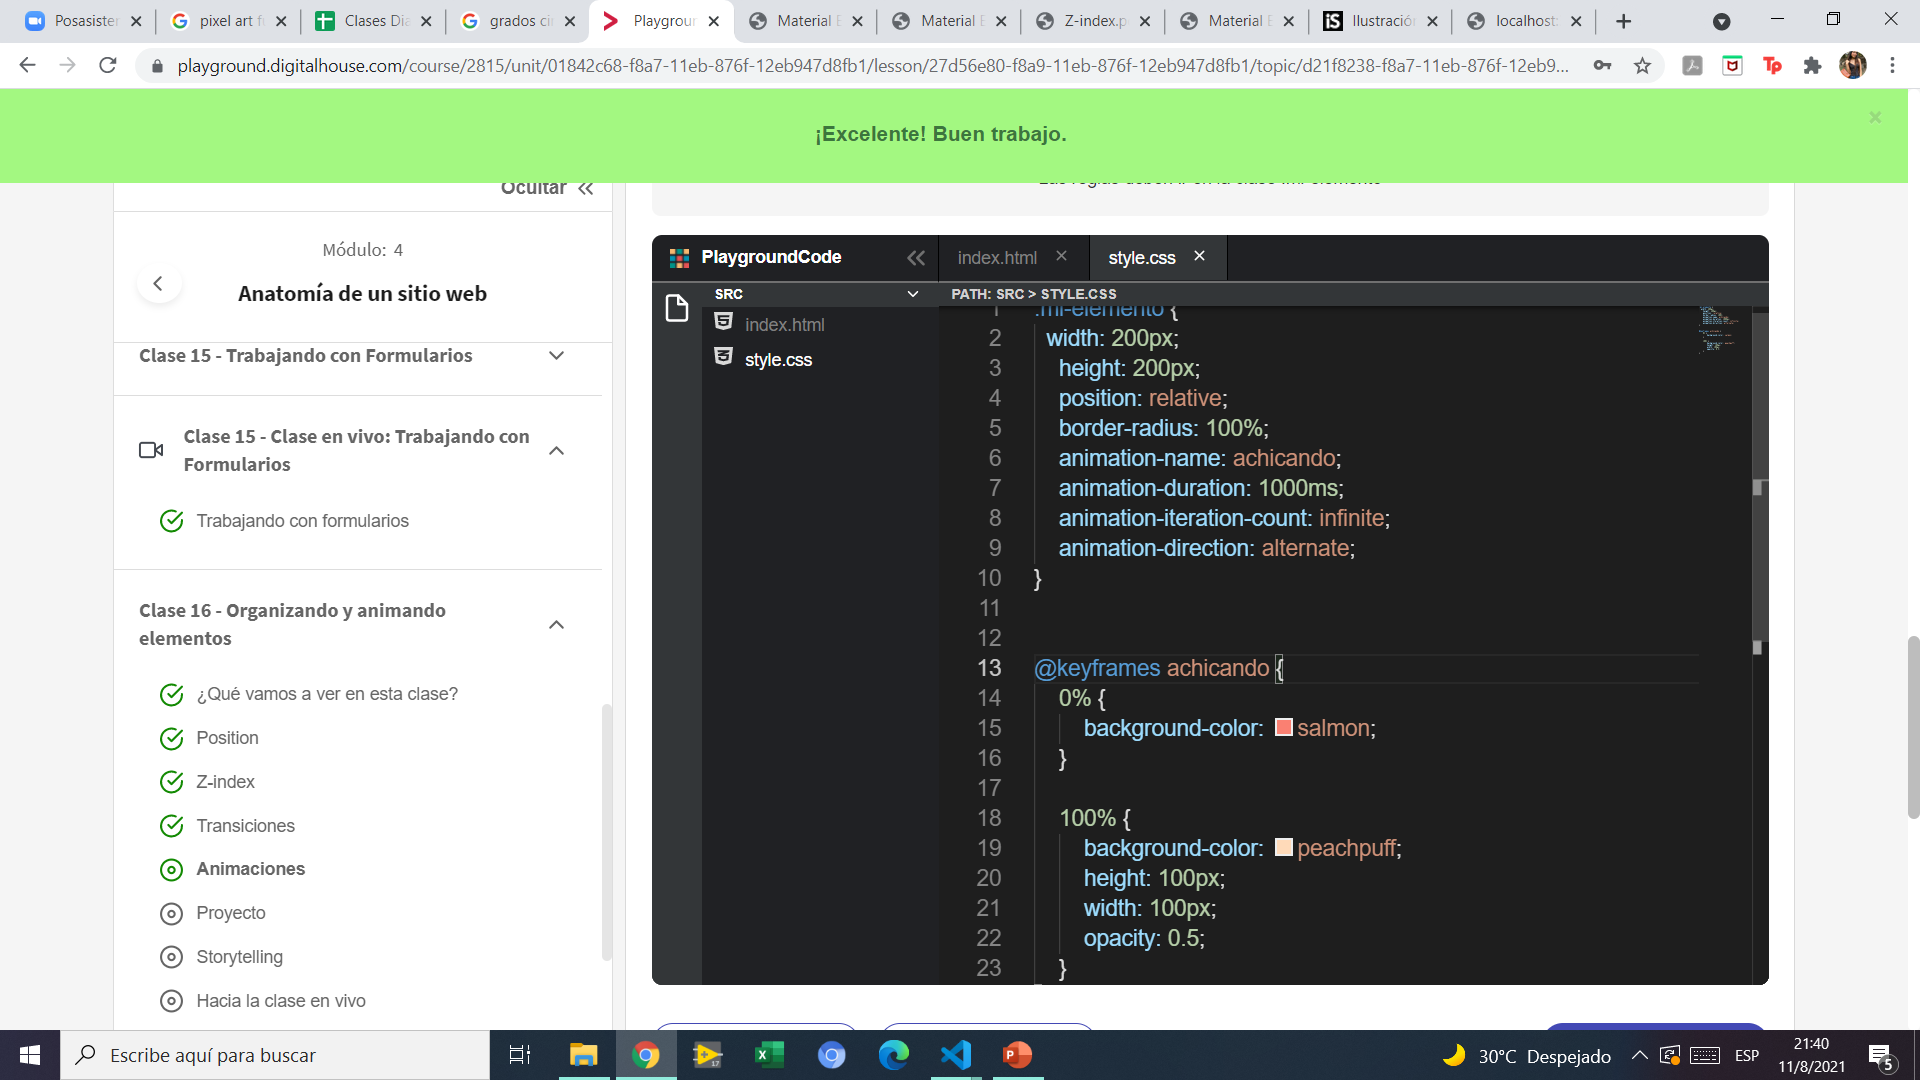 Posasister
pixel art f
Clases Dia
grados cir
Playgroun
Material E
Material E
Z-index.p
Material E
Ilustració
localhost:
playground.digitalhouse.com/course/2815/unit/01842c68-f8a7-11eb-876f-12eb947d8fb1/lesson/27d56e80-f8a9-11eb-876f-12eb947d8fb1/topic/d21f8238-f8a7-11eb-876f-12eb9...
¡Excelente! Buen trabajo.
Ocultar
Módulo: 4
Anatomía de un sitio web
Clase 15 - Trabajando con Formularios
Clase 15 - Clase en vivo: Trabajando con
Formularios
Trabajando con formularios
Clase 16 - Organizando y animando
elementos
¿Qué vamos a ver en esta clase?
Position
Z-index
Transiciones
Animaciones
Proyecto
Storytelling
Hacia la clase en vivo
PlaygroundCode
SRC
index.html
style.css
index.html
style.css
PATH: SRC > STYLE.CSS
1 .mi-elemento {
2 width: 200px;
3 height: 200px;
4 position: relative;
5 border-radius: 100%;
6 animation-name: achicando;
7 animation-duration: 1000ms;
8 animation-iteration-count: infinite;
9 animation-direction: alternate;
10 }
11
12
13 @keyframes achicando {
14 0% {
15 background-color: salmon;
16 }
17
18 100% {
19 background-color: peachpuff;
20 height: 100px;
21 width: 100px;
22 opacity: 0.5;
23 }
Escribe aquí para buscar
30°C Despejado
ESP
21:40
11/8/2021
5